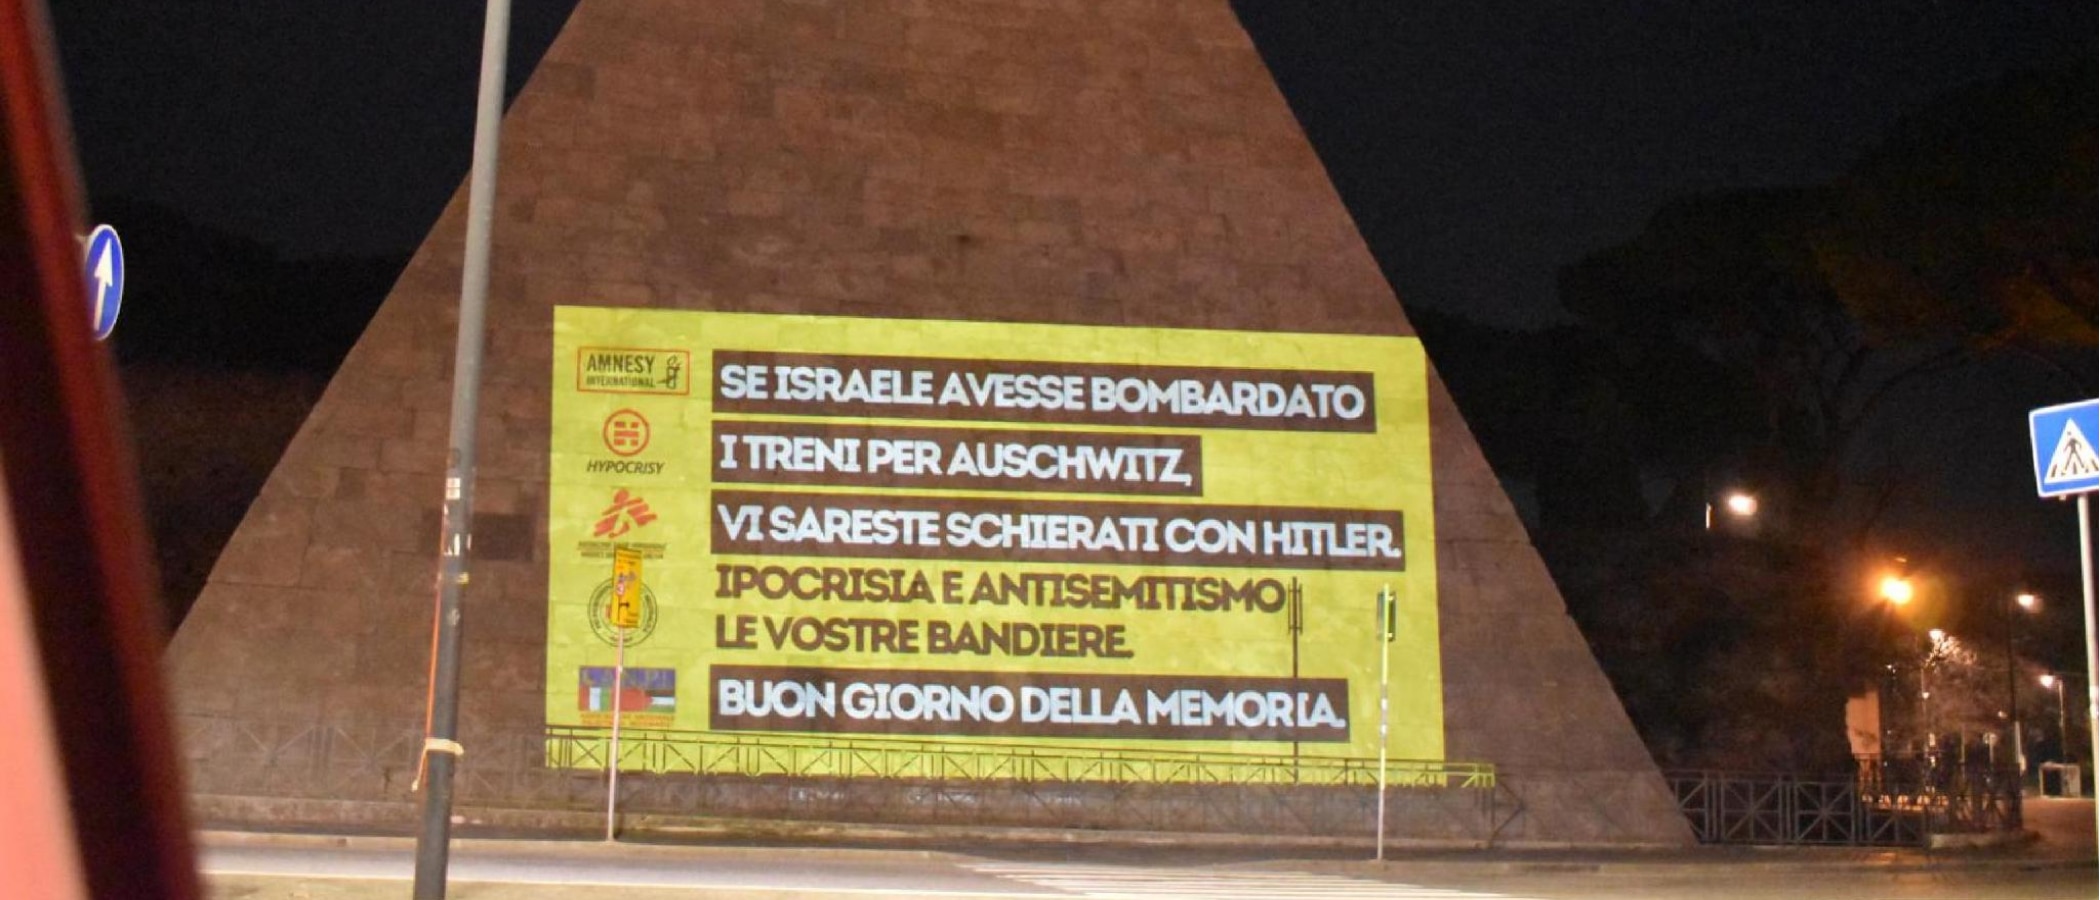 AMNESY
INTERNATIONAL
HYPOCRISY
SE ISRAELE AVESSE BOMBARDATO
I TRENI PER AUSCHWITZ,
VI SARESTE SCHIERATI CON HITLER.
IPOCRISIA E ANTISEMITISMO
LE VOSTRE BANDIERE.
BUON GIORNO DELLA MEMORIA.